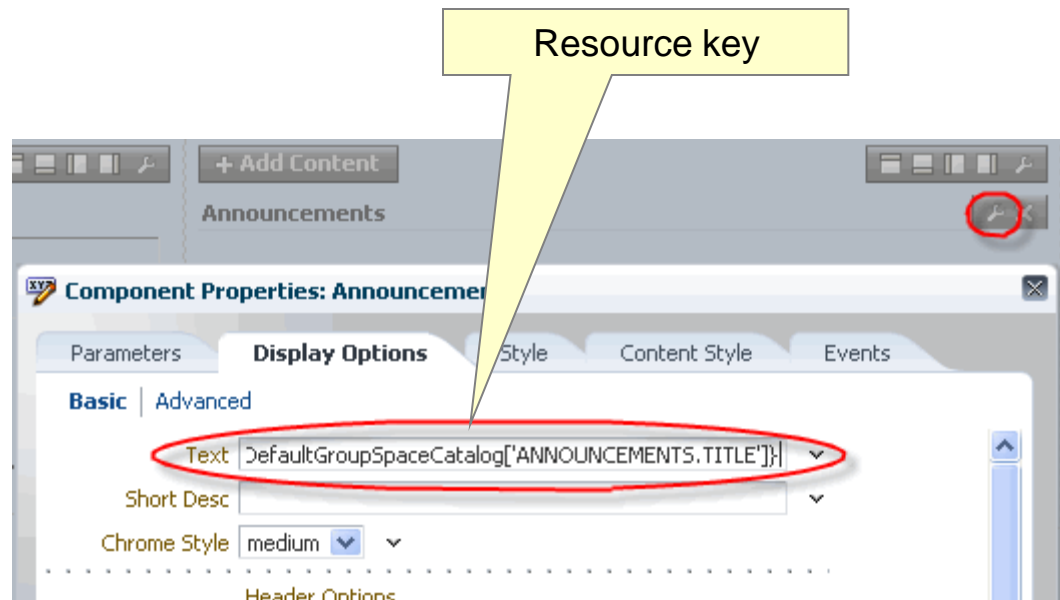 Resource key
+ Add Content
Announcements
Component Properties: Announcemen
Parameters Display Options Style Content Style Events
Basic | Advanced
Text DefaultGroupSpaceCatalog['ANNOUNCEMENTS.TITLE']}
Short Desc
Chrome Style medium
Header Options